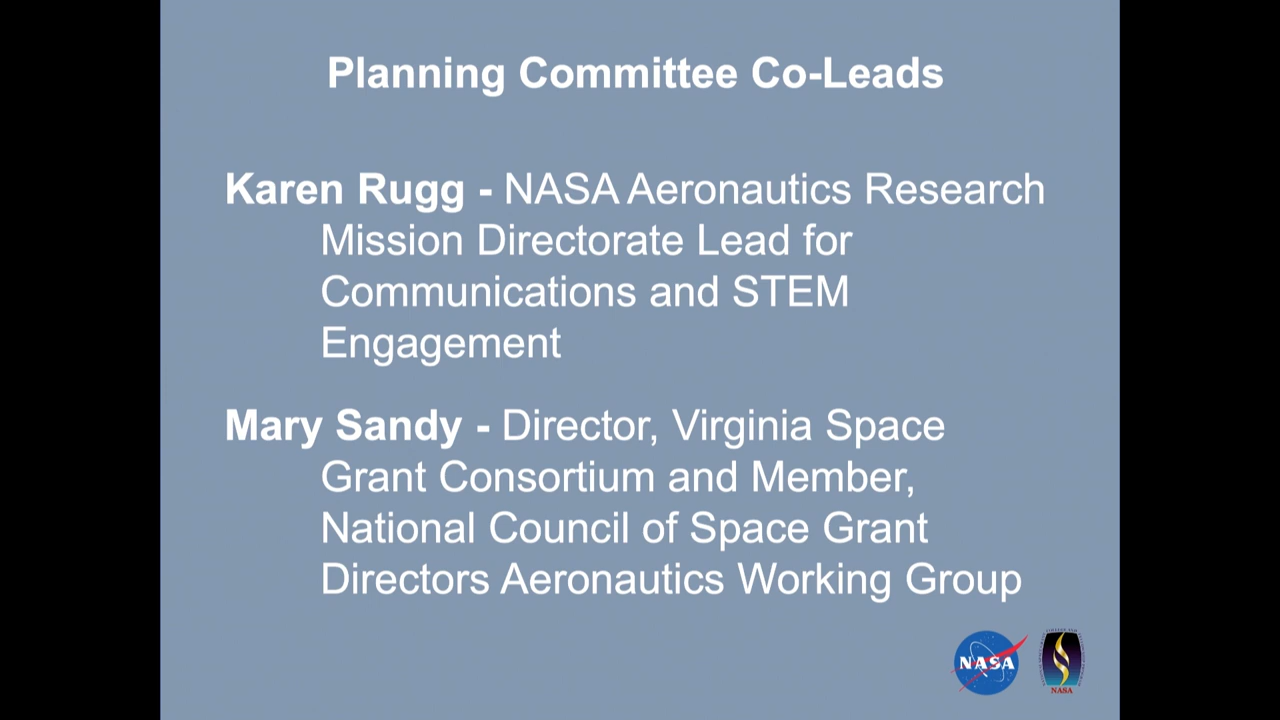 Planning Committee Co-Leads
Karen Rugg - NASA Aeronautics Research
Mission Directorate Lead for
Communications and STEM
Engagement
Mary Sandy - Director, Virginia Space
Grant Consortium and Member,
National Council of Space Grant
Directors Aeronautics Working Group
NASA
NASA